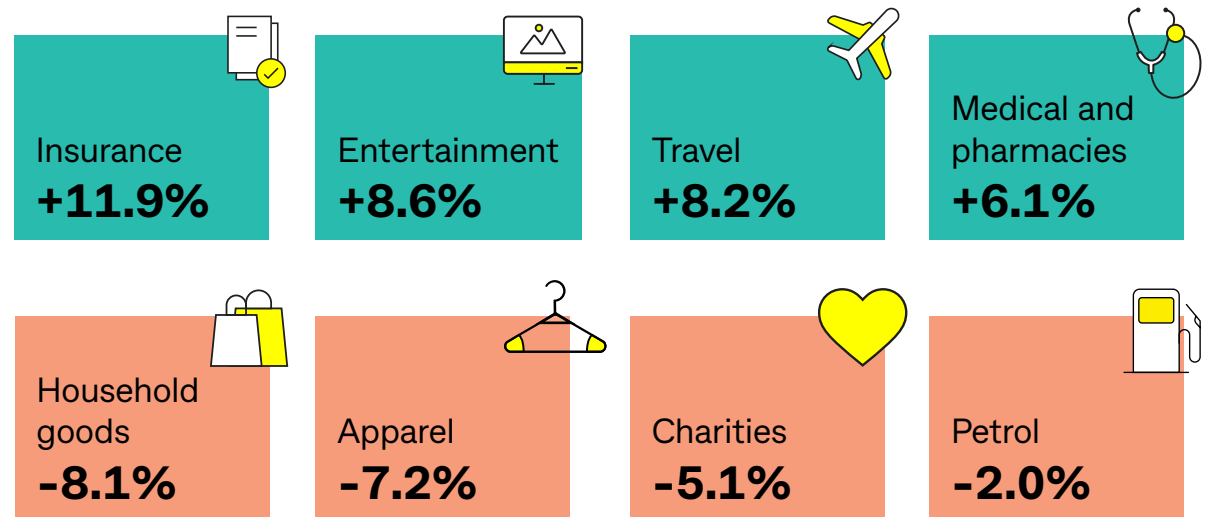 Insurance
+11.9%
Entertainment
+8.6%
Travel
+8.2%
Medical and
pharmacies
+6.1%
Household
goods
-8.1%
Apparel
-7.2%
Charities
-5.1%
Petrol
-2.0%